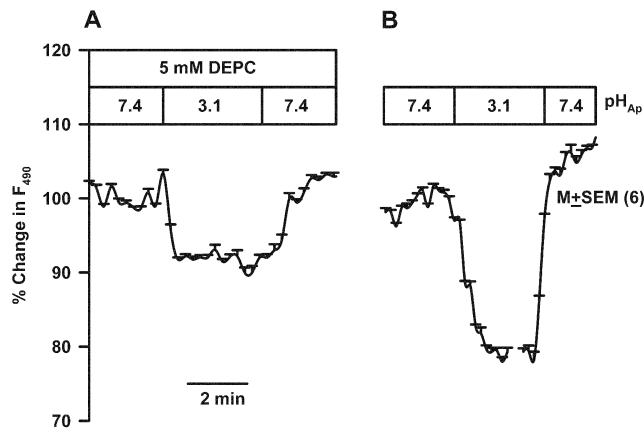 A
B
120
110
100
90
80
70
% Change in F490
5 mM DEPC
7.4 3.1 7.4
7.4 3.1 7.4
pHAp
M±SEM (6)
2 min